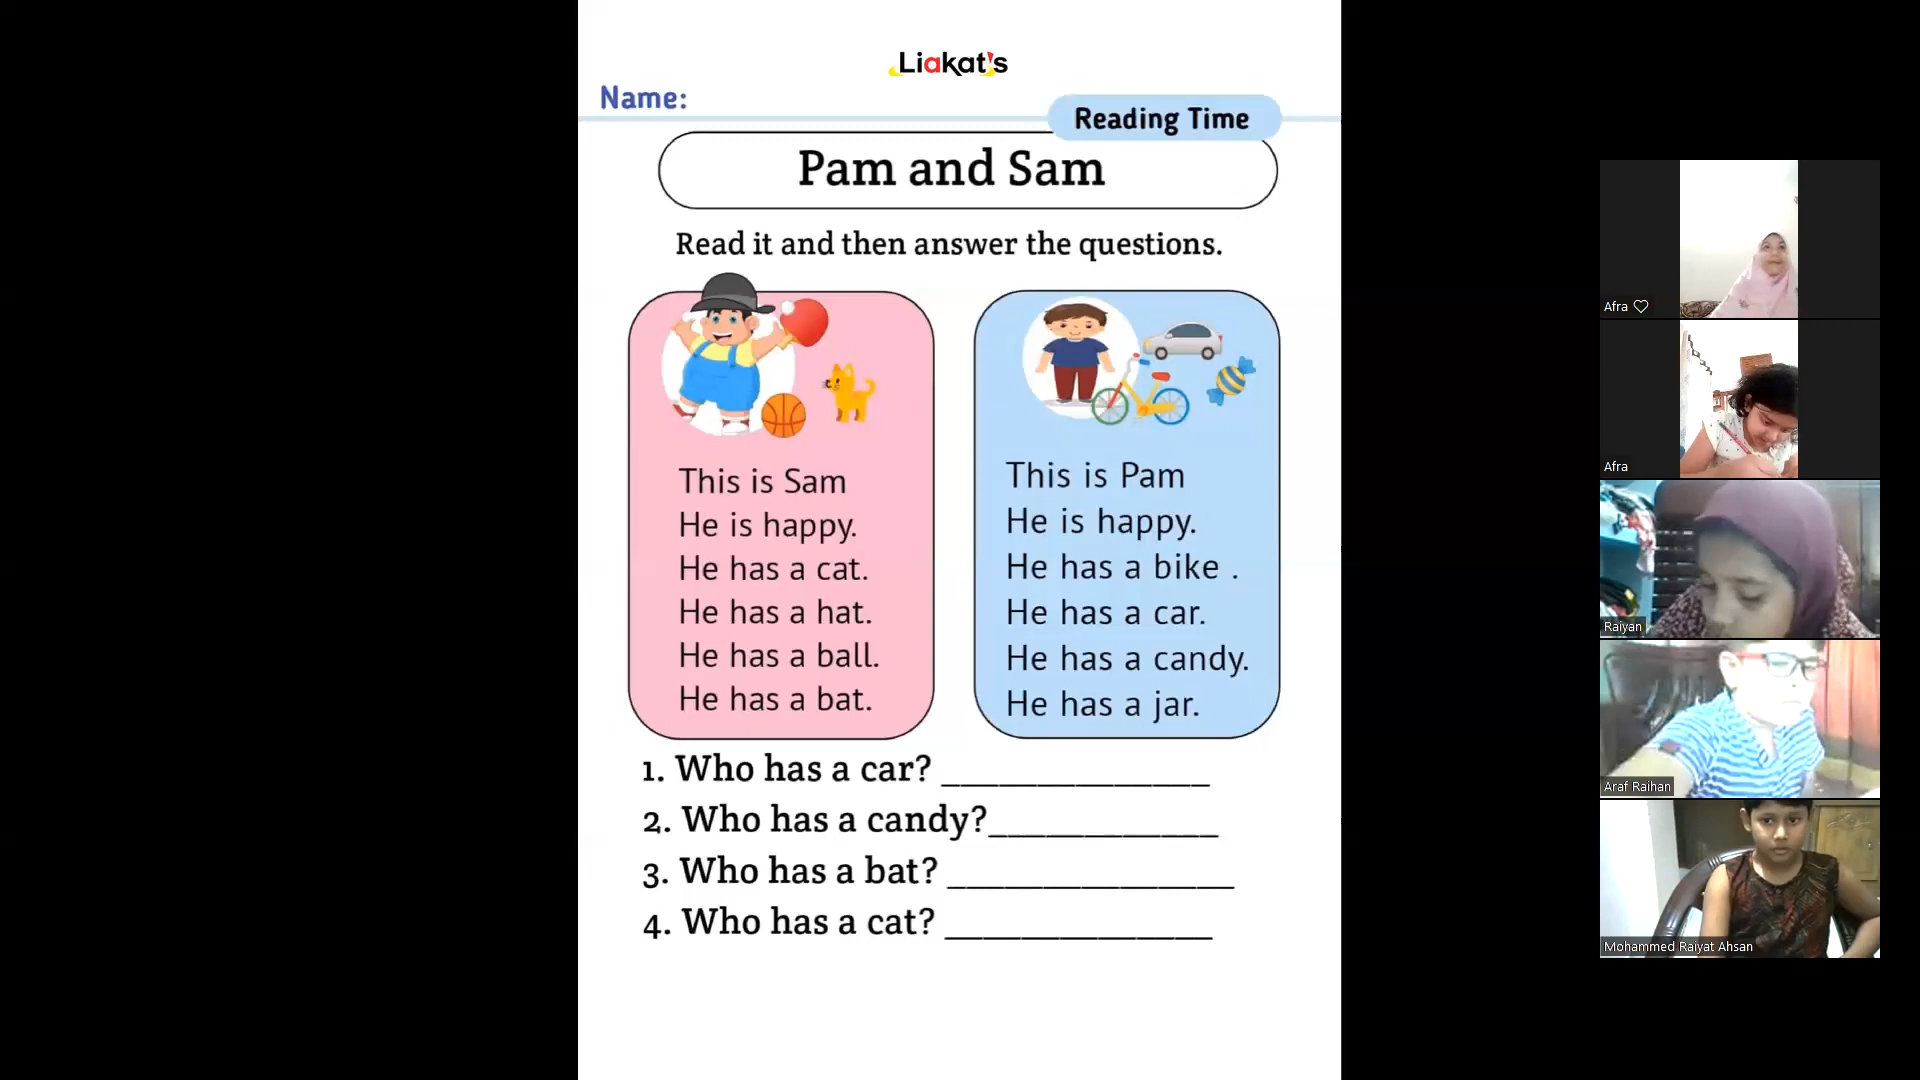 Liakat's
Name:
Reading Time
Pam and Sam
Read it and then answer the questions.
This is Sam
He is happy.
He has a cat.
He has a hat.
He has a ball.
He has a bat.
This is Pam
He is happy.
He has a bike .
He has a car.
He has a candy.
He has a jar.
1. Who has a car? ______________
2. Who has a candy?____________
3. Who has a bat? _______________
4. Who has a cat? ______________
Afra ♡
Afra
Raiyan
Araf Raihan
Mohammed Raiyat Ahsan